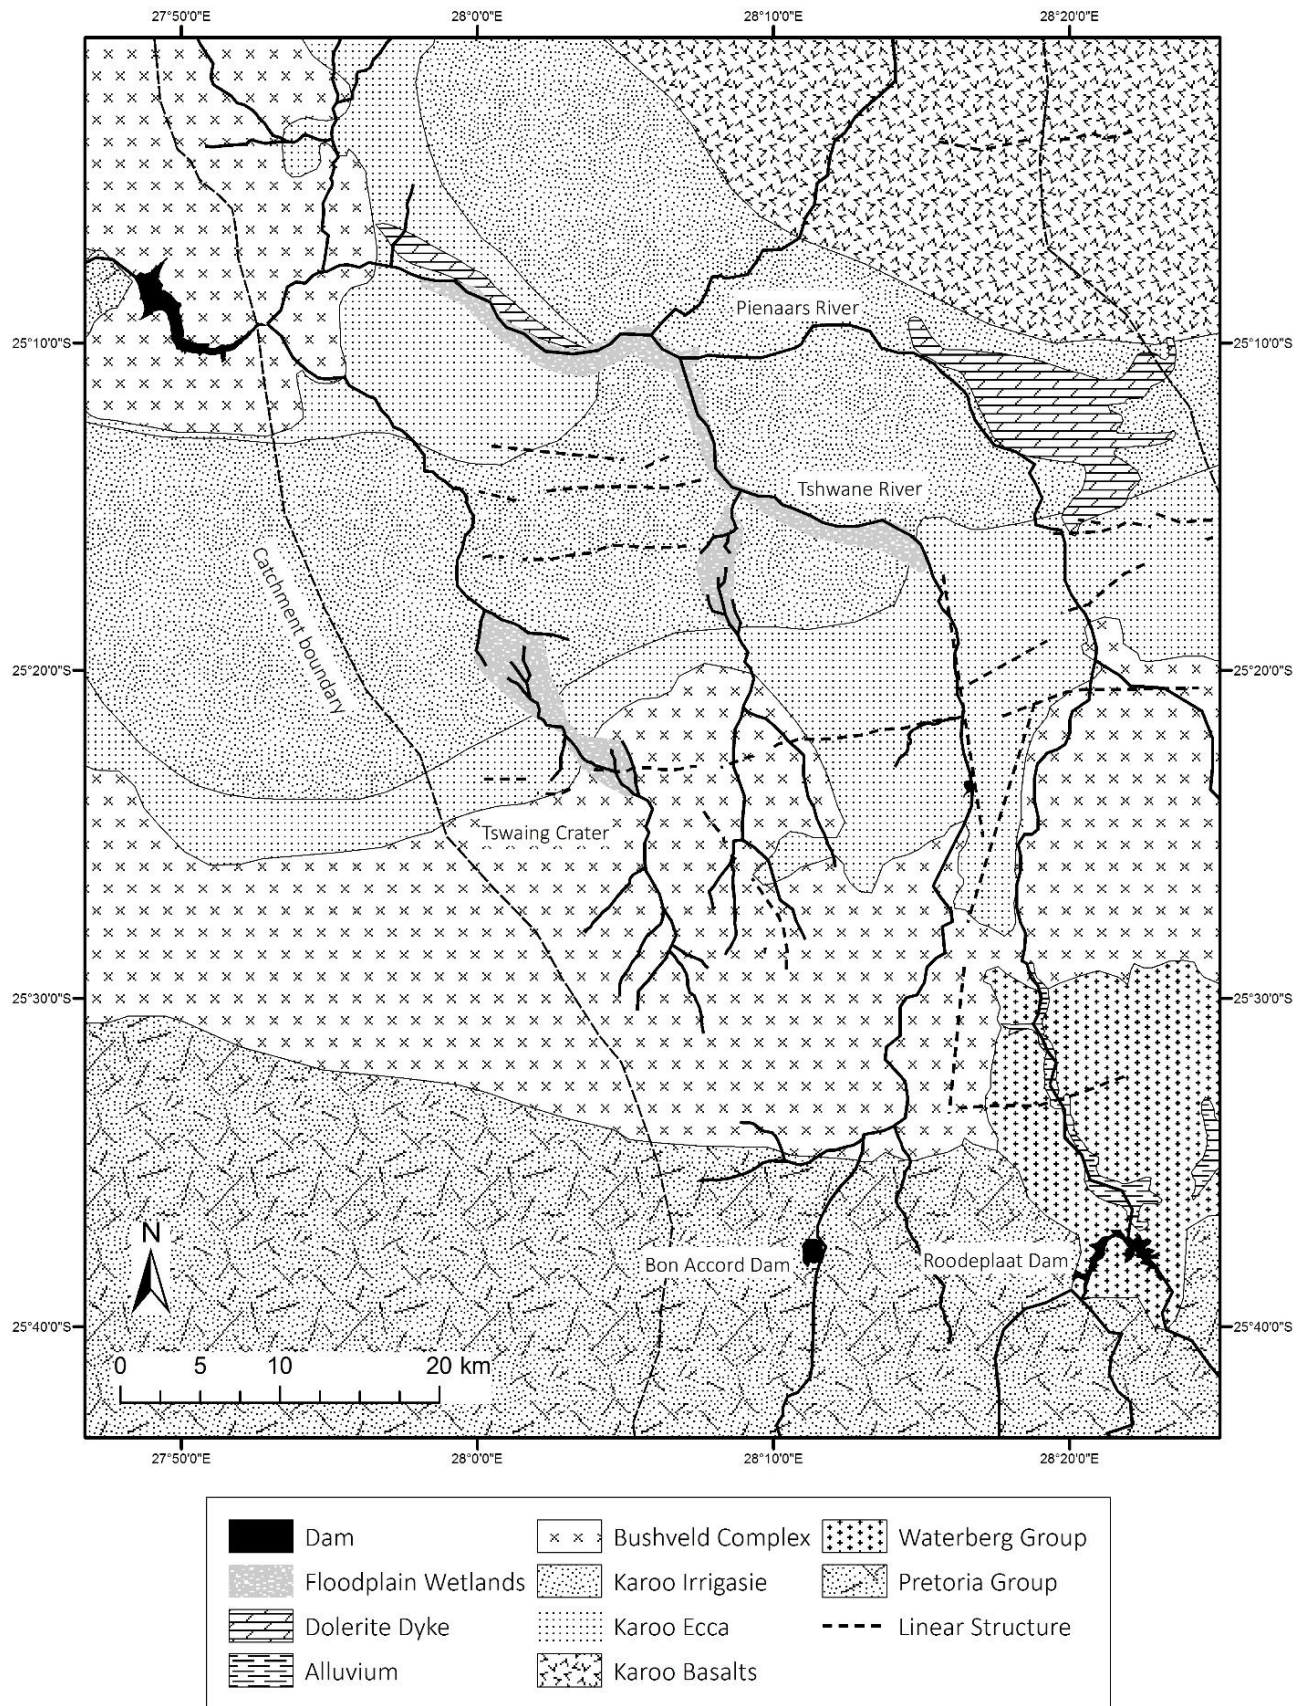 27°50'0"E 28°0'0"E 28°10'0"E 28°20'0"E
Pienaars River
25°10'0"S 25°10'0"S
Tshwane River
Catchment boundary
25°20'0"S 25°20'0"S
Tswaing Crater
25°30'0"S 25°30'0"S
N
Bon Accord Dam Roodeplaat Dam
25°40'0"S 25°40'0"S
0 5 10 20 km
27°50'0"E 28°0'0"E 28°10'0"E 28°20'0"E
Dam Bushveld Complex Waterberg Group
Floodplain Wetlands Karoo Irrigasie Pretoria Group
Dolerite Dyke Karoo Ecca Linear Structure
Alluvium Karoo Basalts